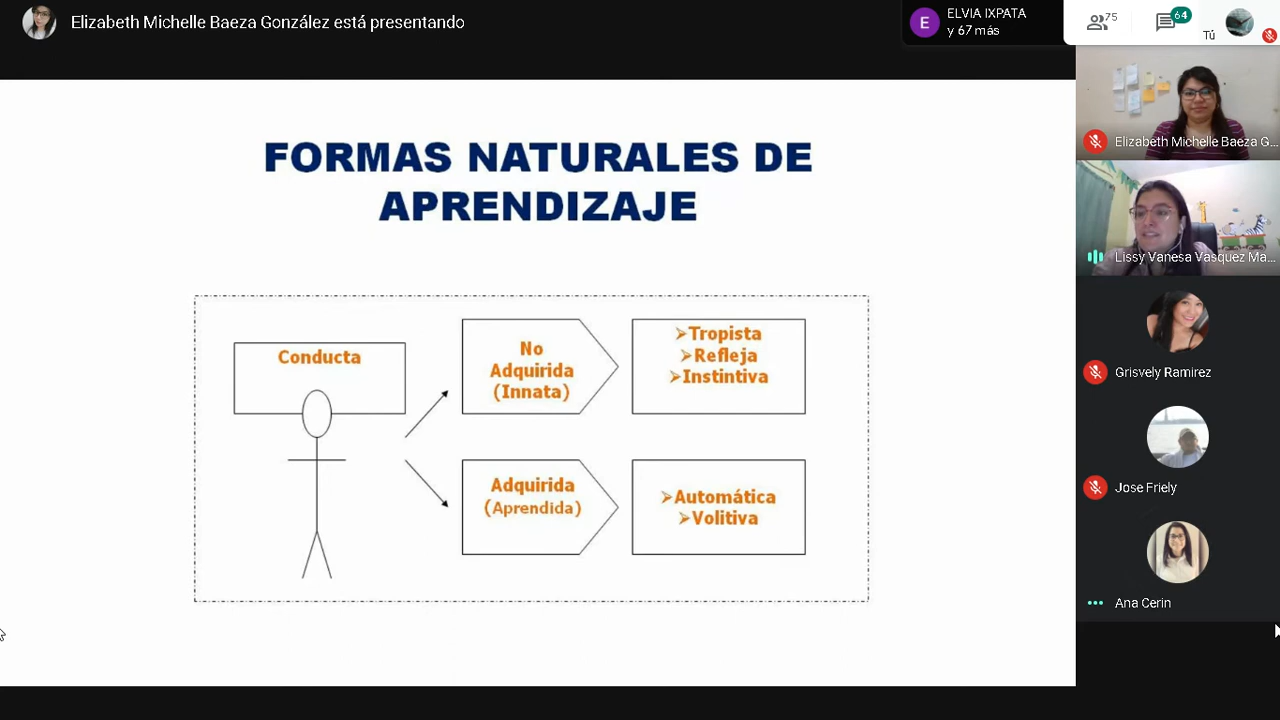 Elizabeth Michelle Baeza González está presentando
E
ELVIA IXPATA
y 67 más
75
64
Tú
FORMAS NATURALES DE
APRENDIZAJE
Conducta
No
Adquirida
(Innata)
➢Tropista
➢Refleja
➢Instintiva
Adquirida
(Aprendida)
➢Automática
➢Volitiva
Elizabeth Michelle Baeza G...
Lissy Vanesa Vasquez Ma...
Grisvely Ramirez
Jose Friely
Ana Cerin